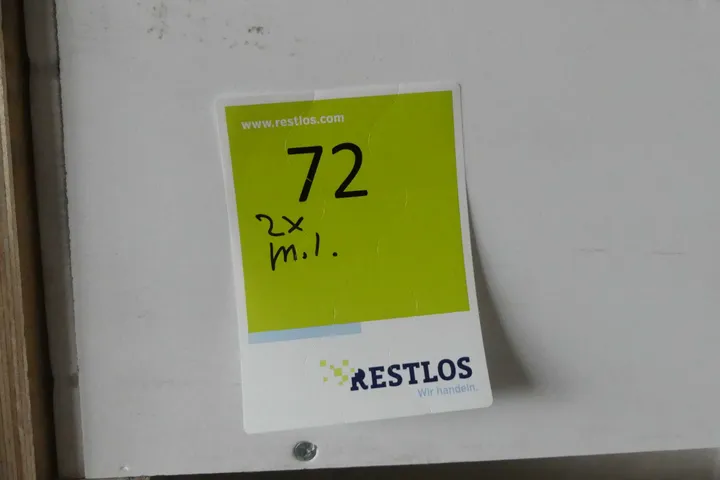 www.restlos.com
72
2x
m.i.
RESTLOS
Wir handeln.